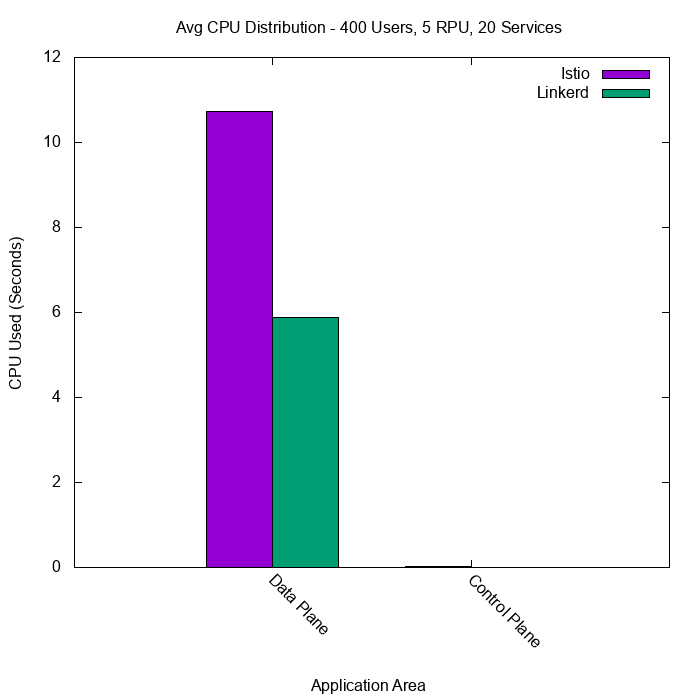 Avg CPU Distribution - 400 Users, 5 RPU, 20 Services
12
10
8
6
4
2
0
CPU Used (Seconds)
Istio
Linkerd
Data Plane
Control Plane
Application Area